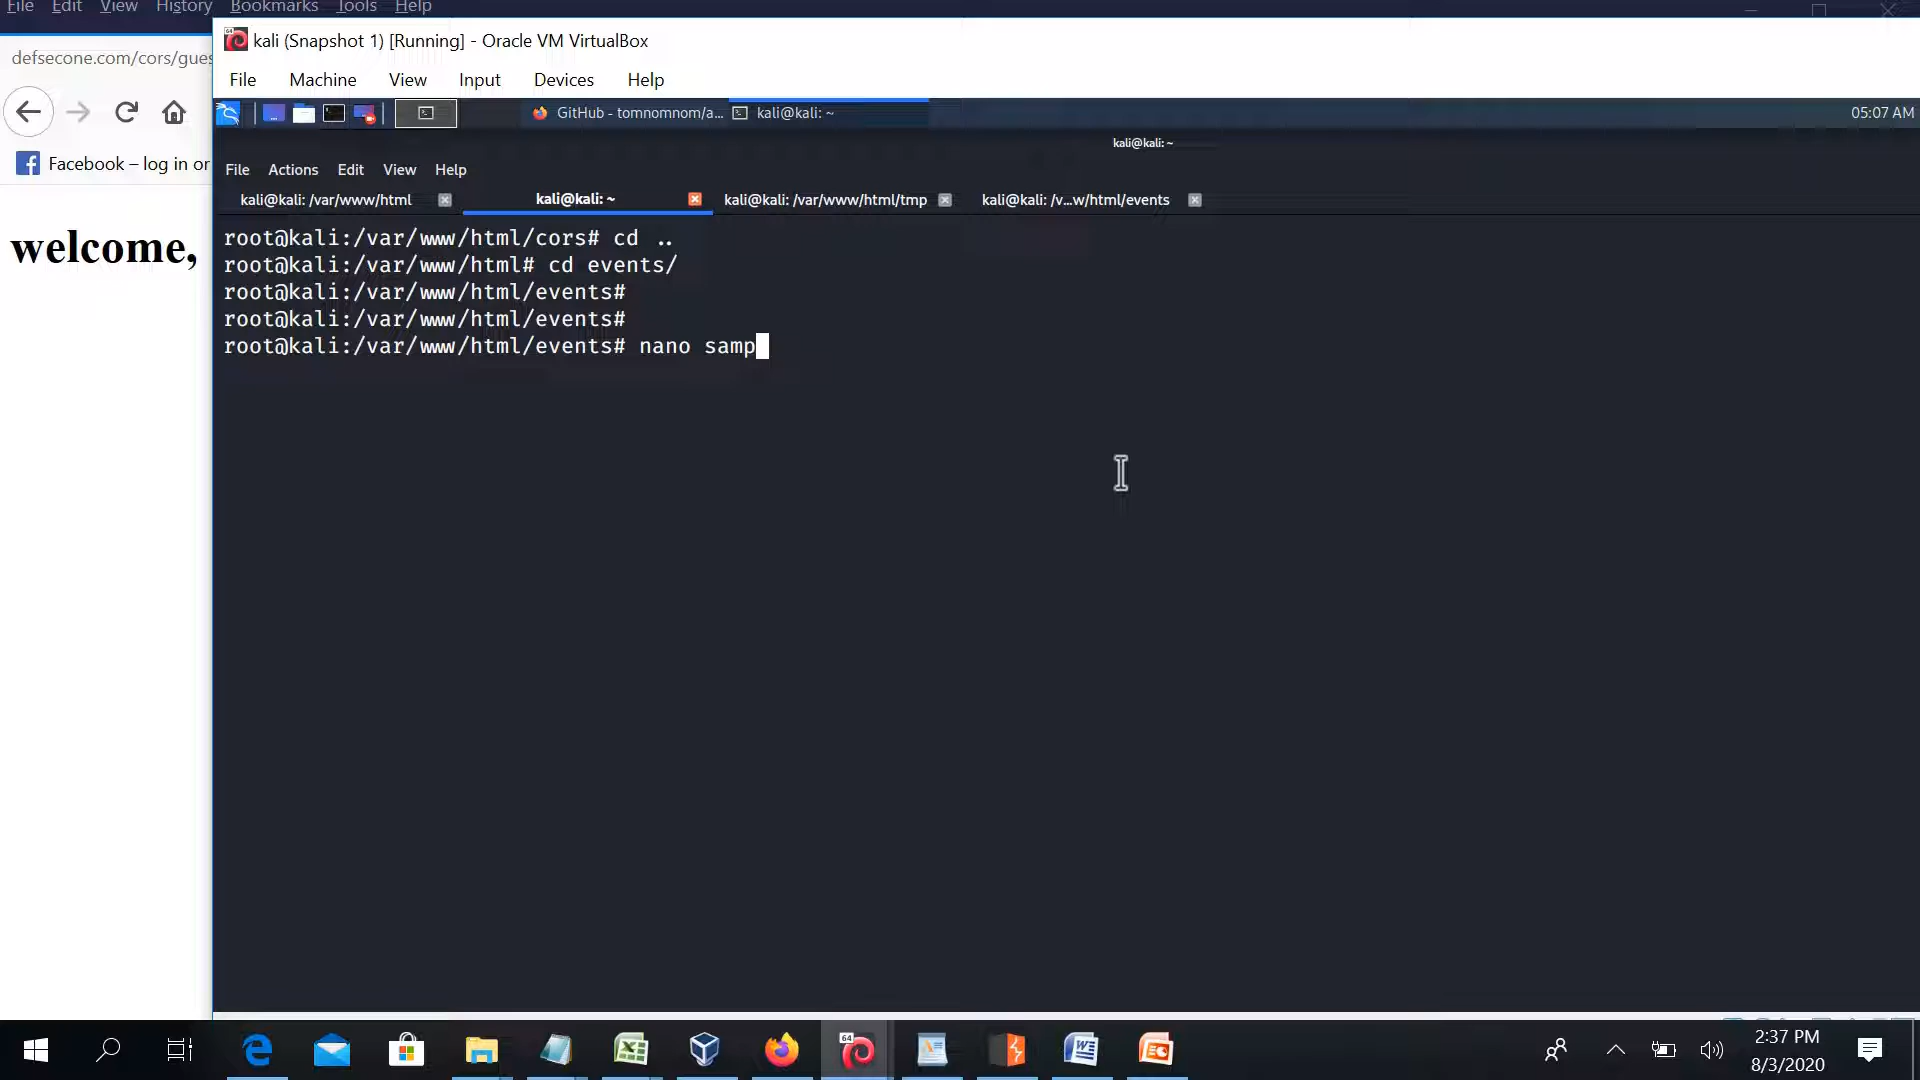 File Edit View History Bookmarks Tools Help
defsecone.com/cors/gues
Facebook – log in or
welcome,
kali (Snapshot 1) [Running] - Oracle VM VirtualBox
File Machine View Input Devices Help
GitHub - tomnomnom/a... kali@kali: ~ 05:07 AM
kali@kali: ~
File Actions Edit View Help
kali@kali: /var/www/html kali@kali: ~ kali@kali: /var/www/html/tmp kali@kali: /v...w/html/events
root@kali:/var/www/html/cors# cd ..
root@kali:/var/www/html# cd events/
root@kali:/var/www/html/events#
root@kali:/var/www/html/events#
root@kali:/var/www/html/events# nano samp
64
2:37 PM
8/3/2020